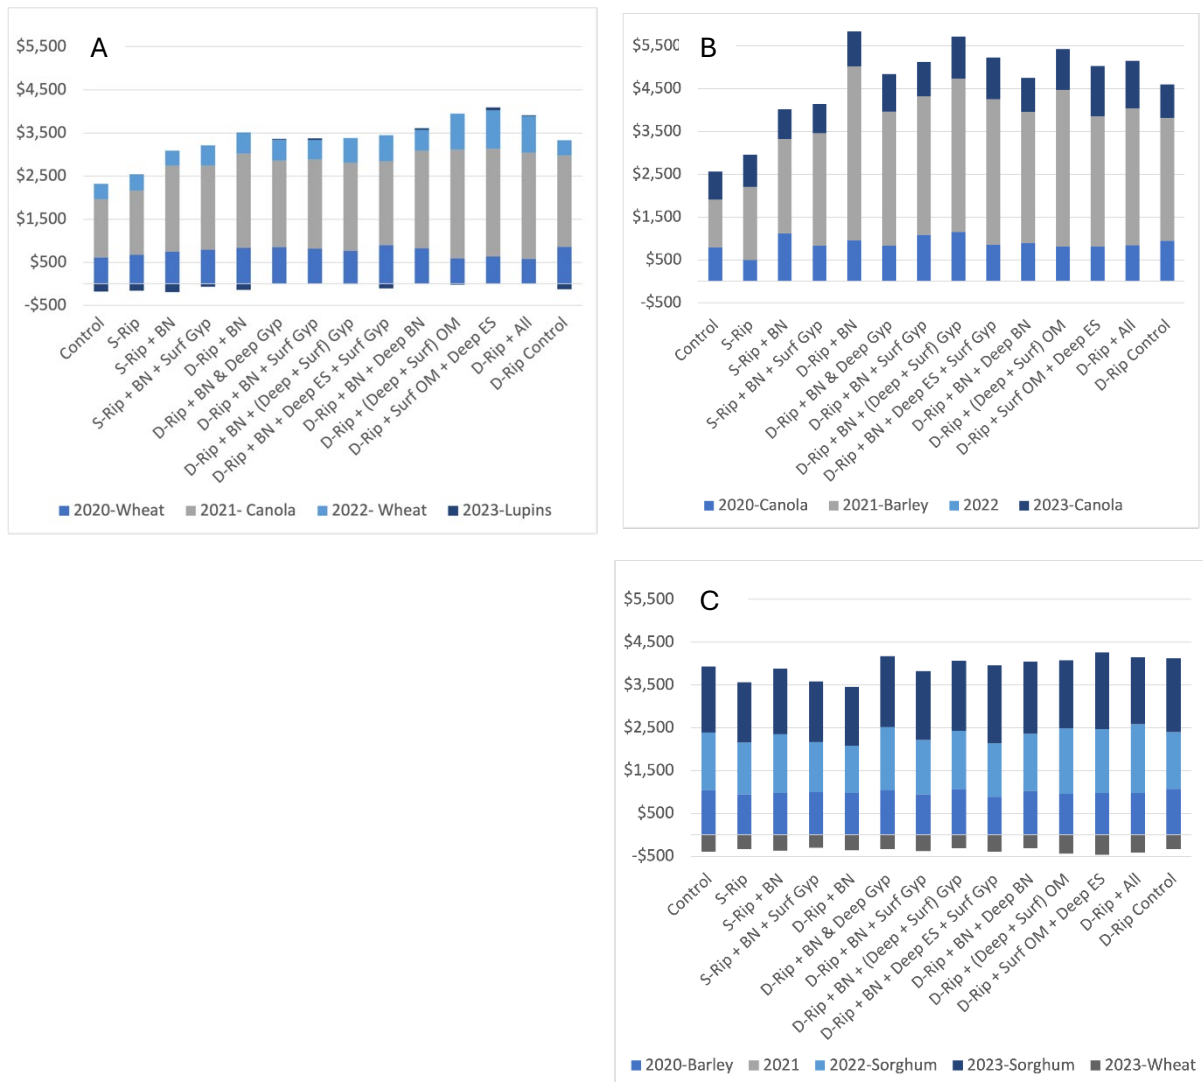 A
$5,500
$4,500
$3,500
$2,500
$1,500
$500
-$500
Control
S-Rip
S-Rip + BN
S-Rip + BN + Surf Gyp
D-Rip + BN
D-Rip + BN & Deep Gyp
D-Rip + BN + Surf Gyp
D-Rip + BN + (Deep + Surf) Gyp
D-Rip + BN + Deep ES + Surf Gyp
D-Rip + BN + Deep BN
D-Rip + (Deep + Surf) OM
D-Rip + Surf OM + Deep ES
D-Rip + All
D-Rip Control
2020-Wheat 2021- Canola 2022- Wheat 2023-Lupins
B
$5,500
$4,500
$3,500
$2,500
$1,500
$500
-$500
Control
S-Rip
S-Rip + BN
S-Rip + BN + Surf Gyp
D-Rip + BN
D-Rip + BN & Deep Gyp
D-Rip + BN + Surf Gyp
D-Rip + BN + (Deep + Surf) Gyp
D-Rip + BN + Deep ES + Surf Gyp
D-Rip + BN + Deep BN
D-Rip + (Deep + Surf) OM
D-Rip + Surf OM + Deep ES
D-Rip + All
D-Rip Control
2020-Canola 2021-Barley 2022 2023-Canola
C
$5,500
$4,500
$3,500
$2,500
$1,500
$500
-$500
Control
S-Rip
S-Rip + BN
S-Rip + BN + Surf Gyp
D-Rip + BN
D-Rip + BN & Deep Gyp
D-Rip + BN + Surf Gyp
D-Rip + BN + (Deep + Surf) Gyp
D-Rip + BN + Deep ES + Surf Gyp
D-Rip + BN + Deep BN
D-Rip + (Deep + Surf) OM
D-Rip + Surf OM + Deep ES
D-Rip + All
D-Rip Control
2020-Barley 2021 2022-Sorghum 2023-Sorghum 2023-Wheat